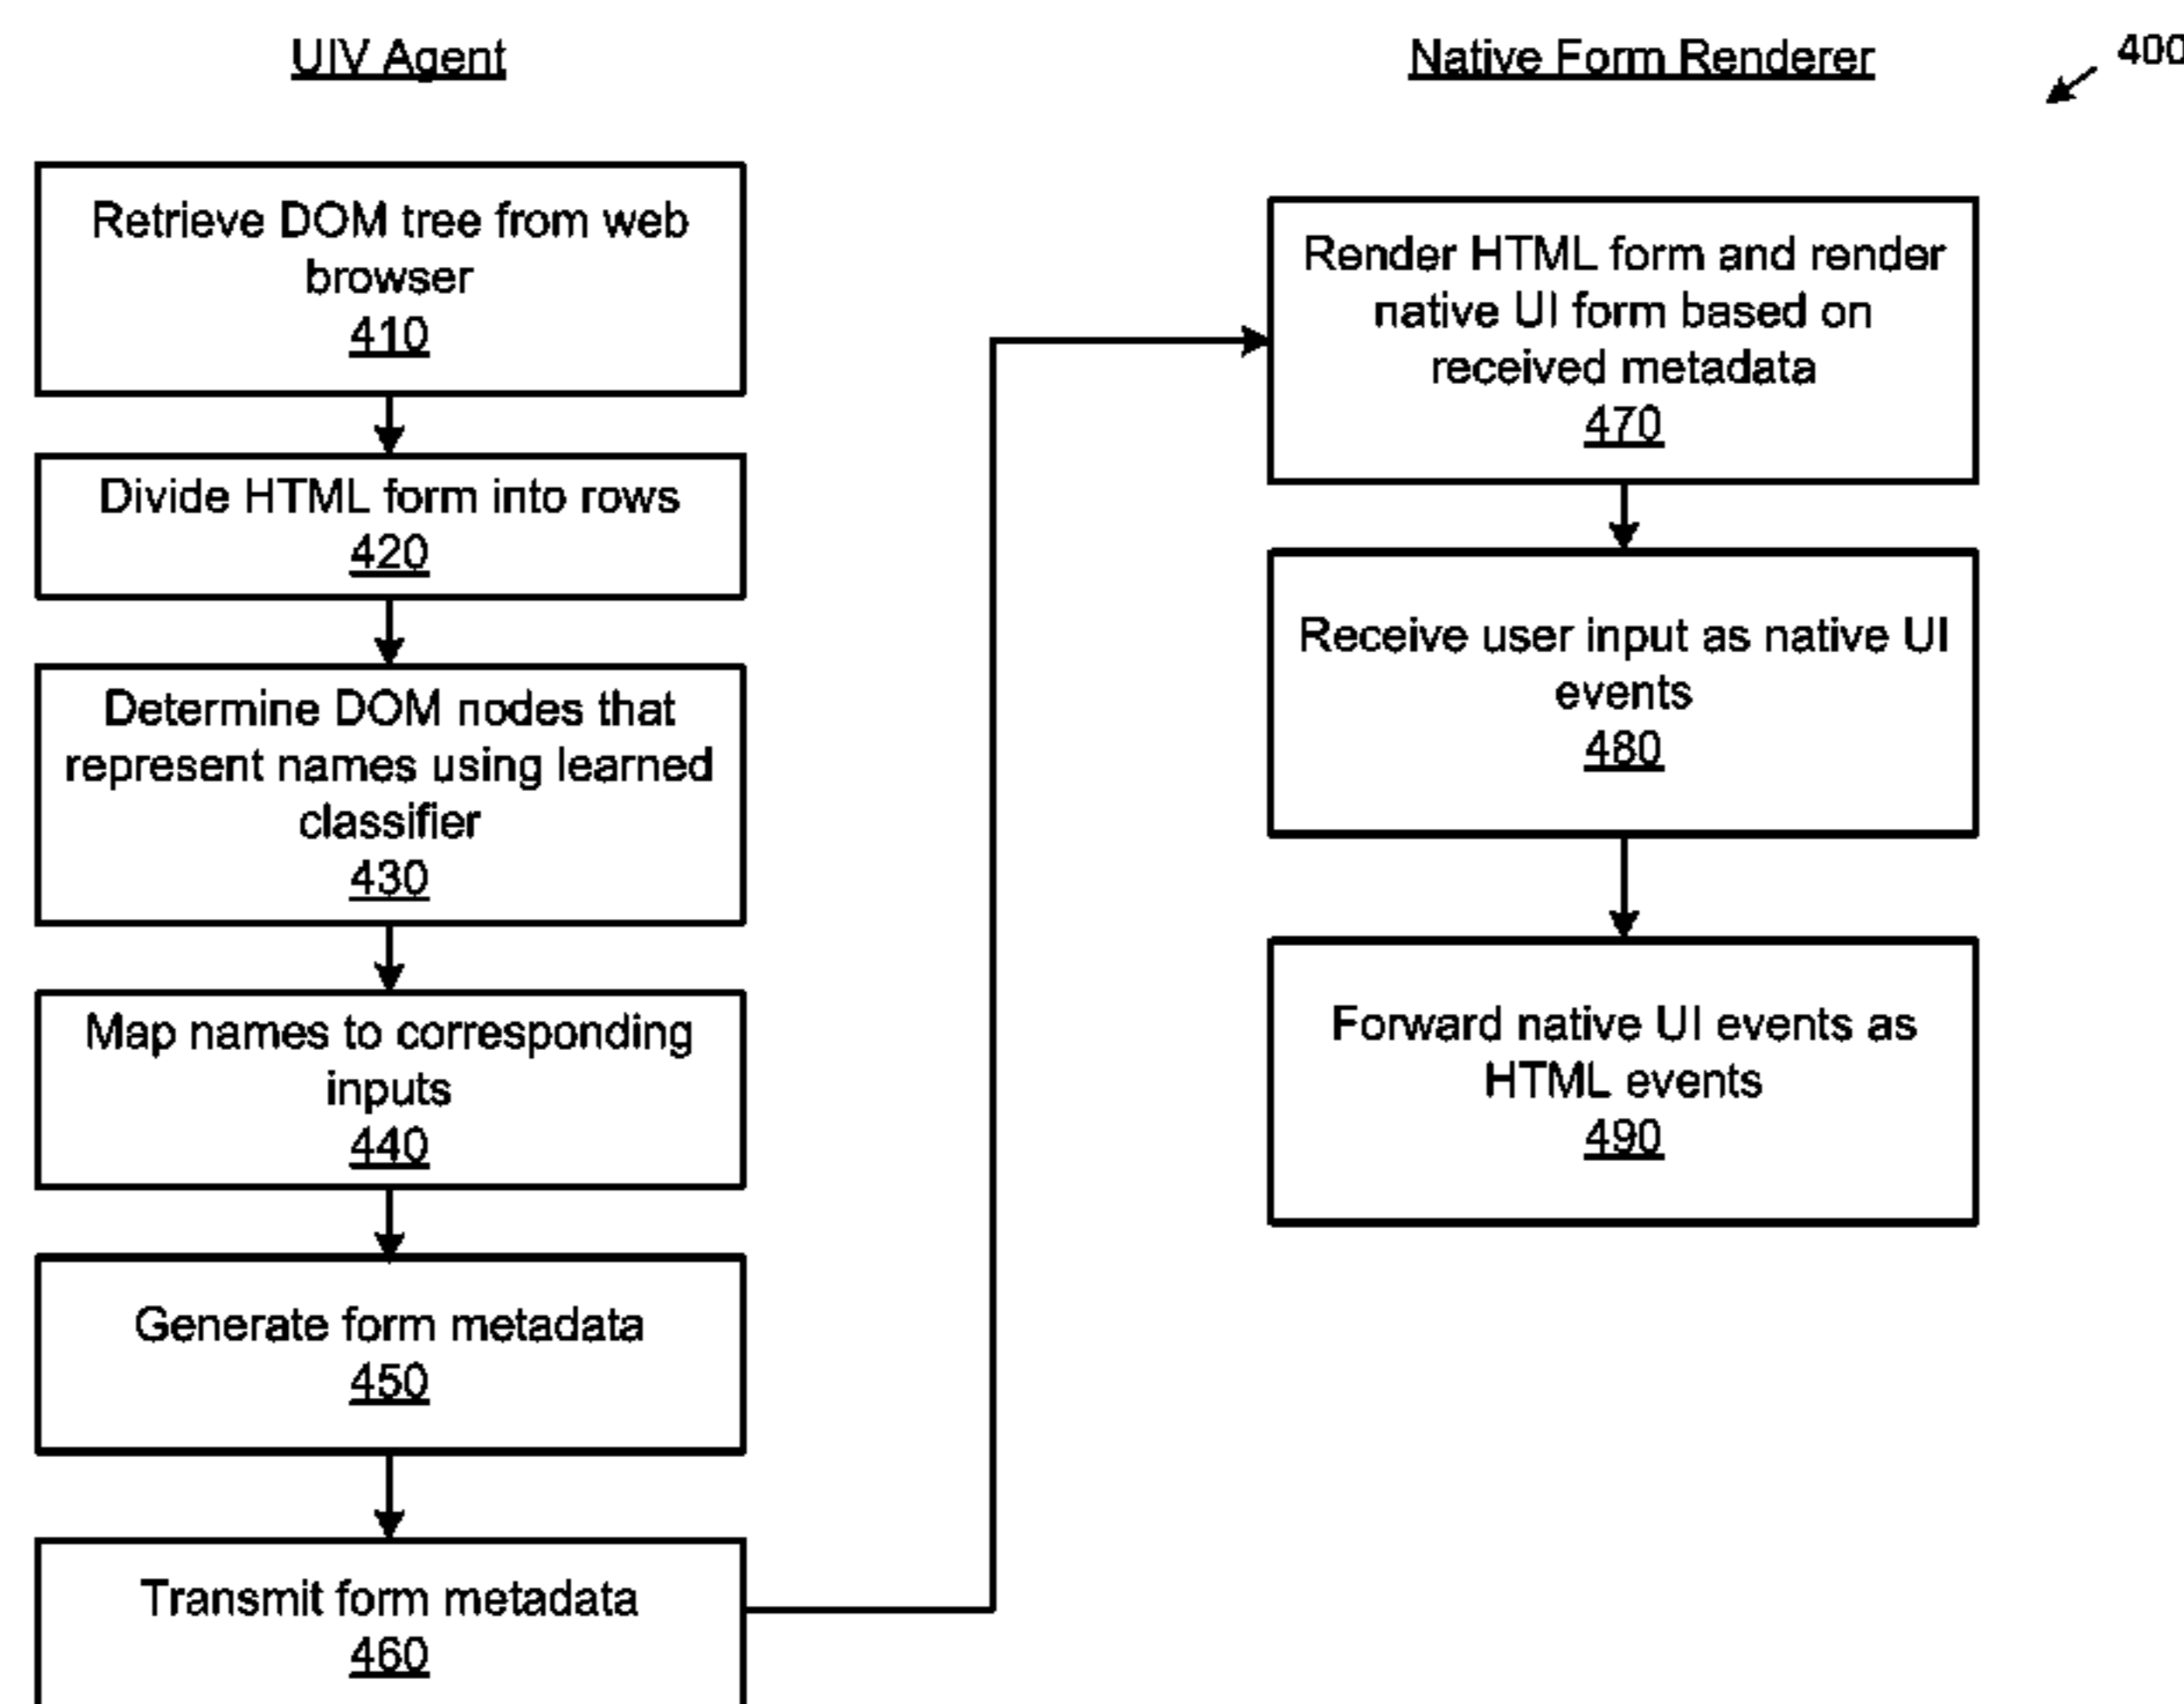 UIV Agent
Retrieve DOM tree from web
browser
410
Divide HTML form into rows
420
Determine DOM nodes that
represent names using learned
classifier
430
Map names to corresponding
inputs
440
Generate form metadata
450
Transmit form metadata
460
Native Form Renderer
400
Render HTML form and render
native UI form based on
received metadata
470
Receive user input as native UI
events
480
Forward native UI events as
HTML events
490